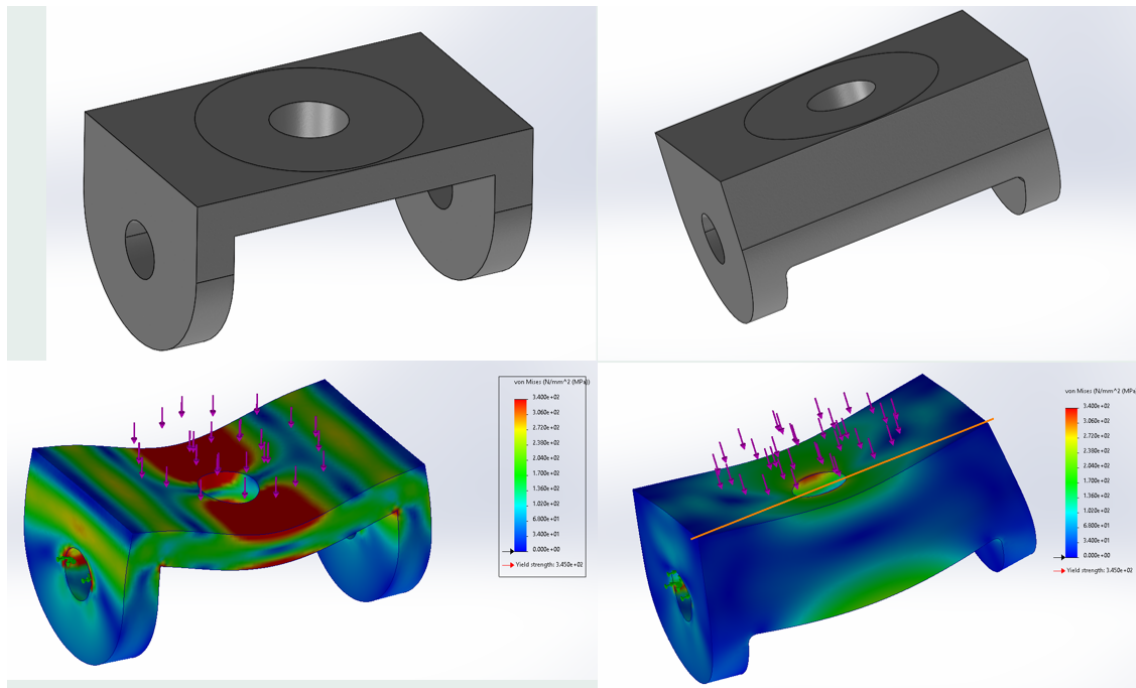 von Mises (N/mm^2 (MPa))
3.400e+02
3.060e+02
2.720e+02
2.380e+02
2.040e+02
1.700e+02
1.360e+02
1.020e+02
6.800e+01
3.400e+01
0.000e+00
Yield strength: 3.450e+02
von Mises (N/mm^2 (MPa
3.400e+02
3.060e+02
2.720e+02
2.380e+02
2.040e+02
1.700e+02
1.360e+02
1.020e+02
6.800e+01
3.400e+01
0.000e+00
Yield strength: 3.450e+02